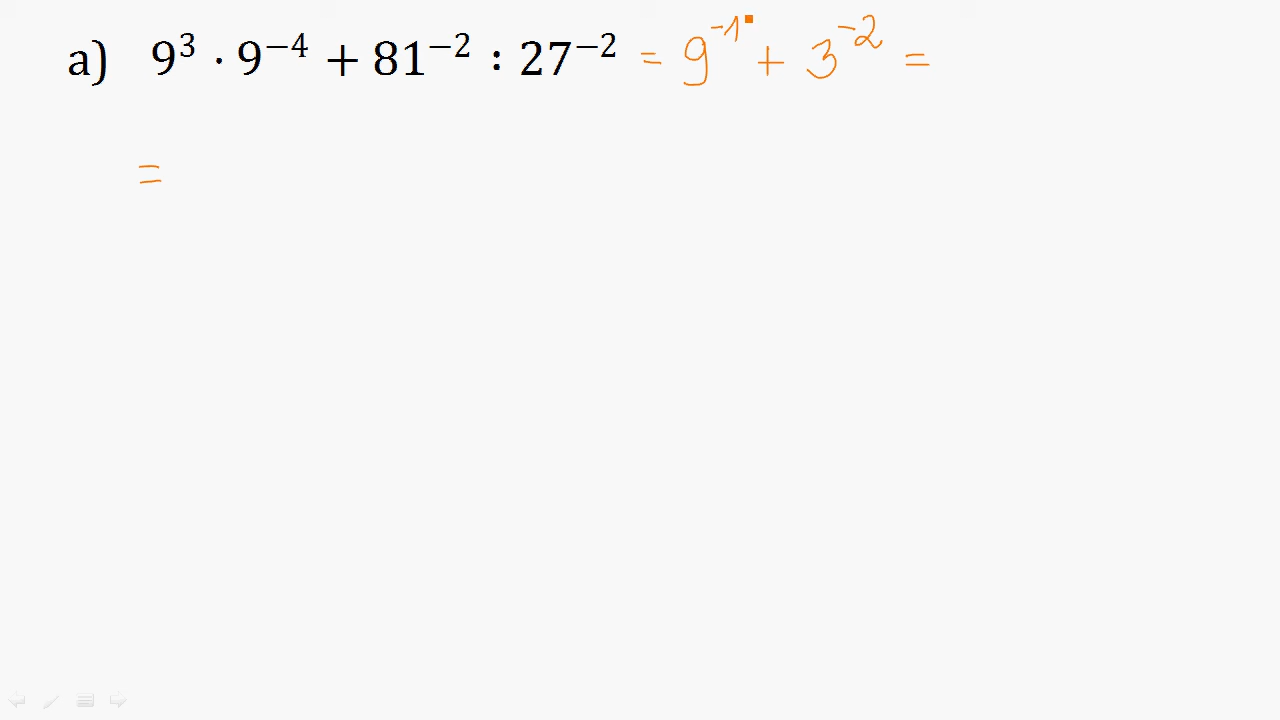 a) 9³ · 9⁻⁴ + 81⁻² : 27⁻² = 9⁻¹ + 3⁻² =
=